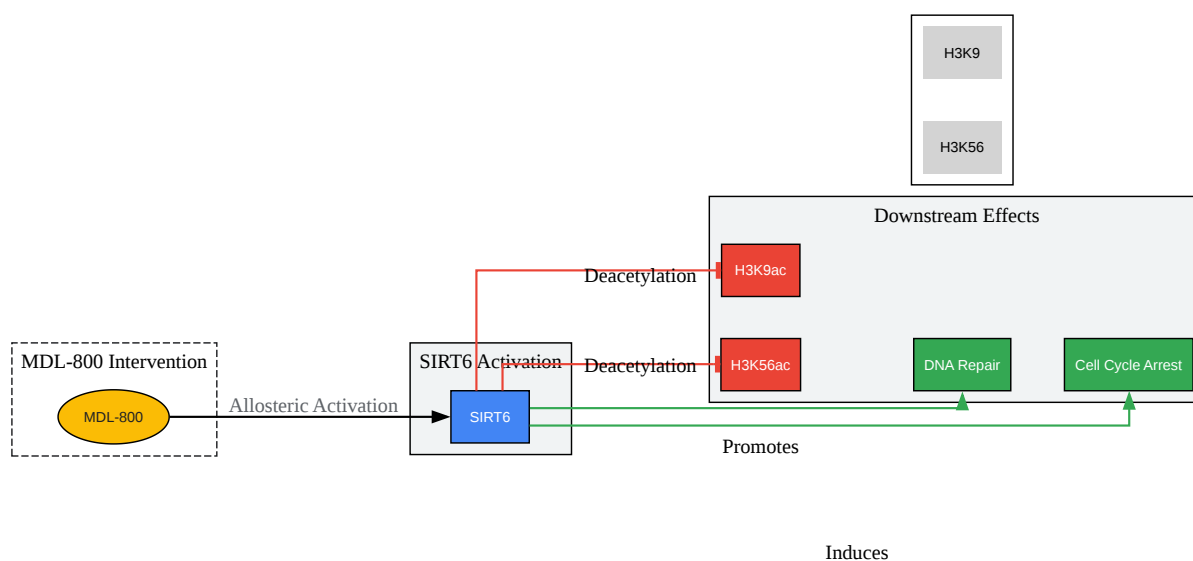 H3K9
H3K56
Downstream Effects
H3K9ac
Deacetylation
MDL-800 Intervention
SIRT6 Activation
Deacetylation
H3K56ac
DNA Repair
Cell Cycle Arrest
MDL-800
Allosteric Activation
SIRT6
Promotes
Induces